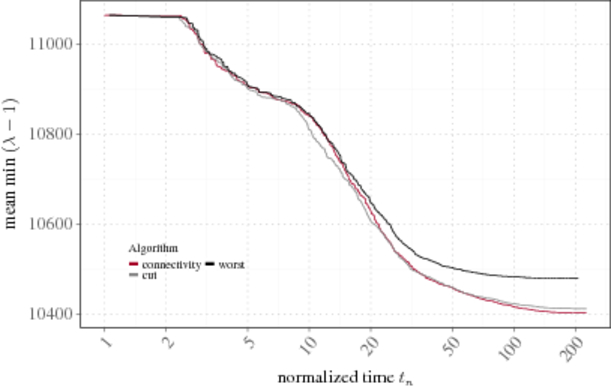 mean min (λ − 1)
11000
10800
10600
10400
Algorithm
connectivity worst
cut
1 2 5 10 20 50 100 200
normalized time tₙ